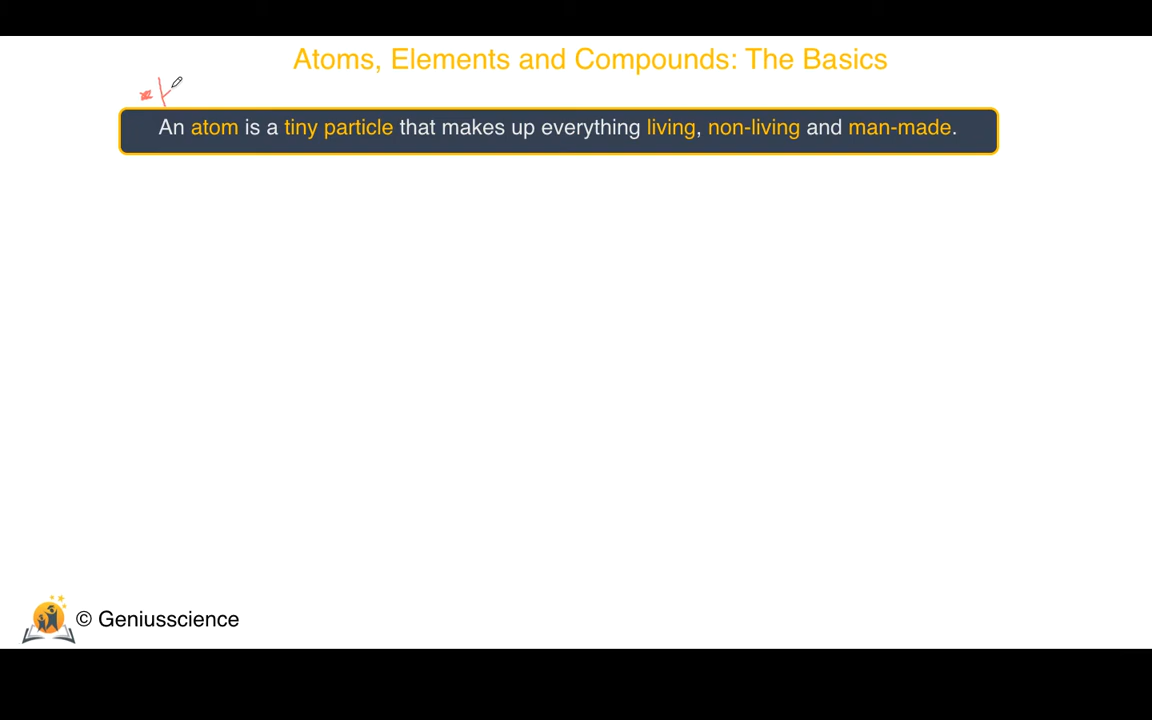 Atoms, Elements and Compounds: The Basics
An atom is a tiny particle that makes up everything living, non-living and man-made.
© Geniusscience